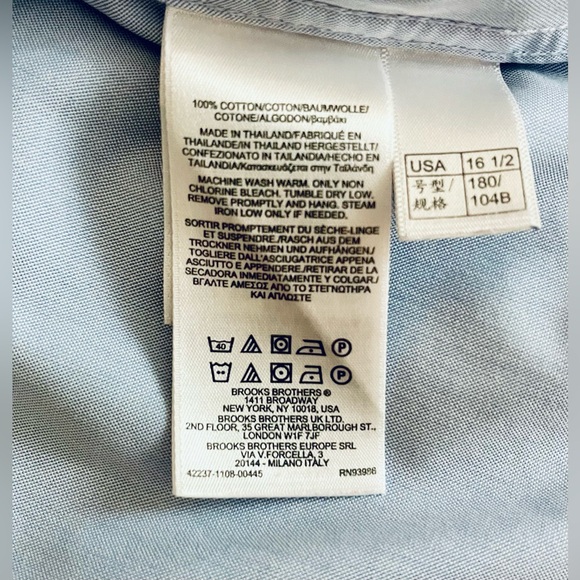 100% COTTON/COTON/BAUMWOLLE/
COTONE/ALGODON/βαμβάκι
MADE IN THAILAND/FABRIQUÉ EN
THAÏLANDE/IN THAILAND HERGESTELLT/
CONFEZIONATO IN TAILANDIA/HECHO EN
TAILANDIA/Κατασκευάζεται στην Ταϊλάνδη
MACHINE WASH WARM. ONLY NON
CHLORINE BLEACH. TUMBLE DRY LOW.
REMOVE PROMPTLY AND HANG. STEAM
IRON LOW ONLY IF NEEDED.
SORTIR PROMPTEMENT DU SÈCHE-LINGE
ET SUSPENDRE./RASCH AUS DEM
TROCKNER NEHMEN UND AUFHÄNGEN./
TOGLIERE DALL'ASCIUGATRICE APPENA
ASCIUTTO E APPENDERE./RETIRAR DE LA
SECADORA INMEDIATAMENTE Y COLGAR./
ΒΓΑΛΤΕ ΑΜΕΣΩΣ ΑΠΟ ΤΟ ΣΤΕΓΝΩΤΗΡΑ
ΚΑΙ ΑΠΛΩΣΤΕ
40 P
P
BROOKS BROTHERS ®
1411 BROADWAY
NEW YORK, NY 10018, USA
BROOKS BROTHERS UK LTD.
2ND FLOOR, 35 GREAT MARLBOROUGH ST.,
LONDON W1F 7JF
BROOKS BROTHERS EUROPE SRL
VIA V.FORCELLA, 3
20144 - MILANO ITALY
42237-110B-00445 RN93986
USA 16 1/2
号型/ 180/
规格 104B